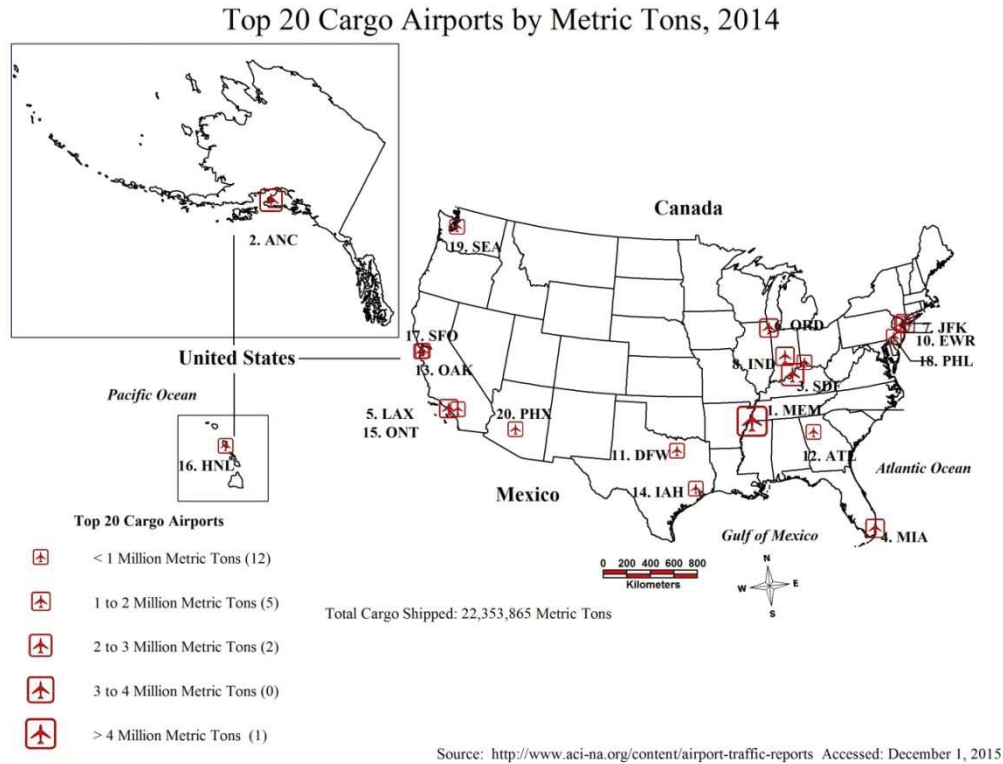 Top 20 Cargo Airports by Metric Tons, 2014
2. ANC
Canada
19. SEA
6. ORD
7. JFK
10. EWR
17. SFO
United States
8. IND
18. PHL
13. OAK
3. SDF
Pacific Ocean
5. LAX
20. PHX
1. MEM
15. ONT
11. DFW
12. ATL
16. HNL
Atlantic Ocean
Mexico
14. IAH
Gulf of Mexico
4. MIA
Top 20 Cargo Airports
< 1 Million Metric Tons (12)
1 to 2 Million Metric Tons (5)
2 to 3 Million Metric Tons (2)
3 to 4 Million Metric Tons (0)
> 4 Million Metric Tons (1)
0 200 400 600 800
Kilometers
N
W E
S
Total Cargo Shipped: 22,353,865 Metric Tons
Source: http://www.aci-na.org/content/airport-traffic-reports Accessed: December 1, 2015